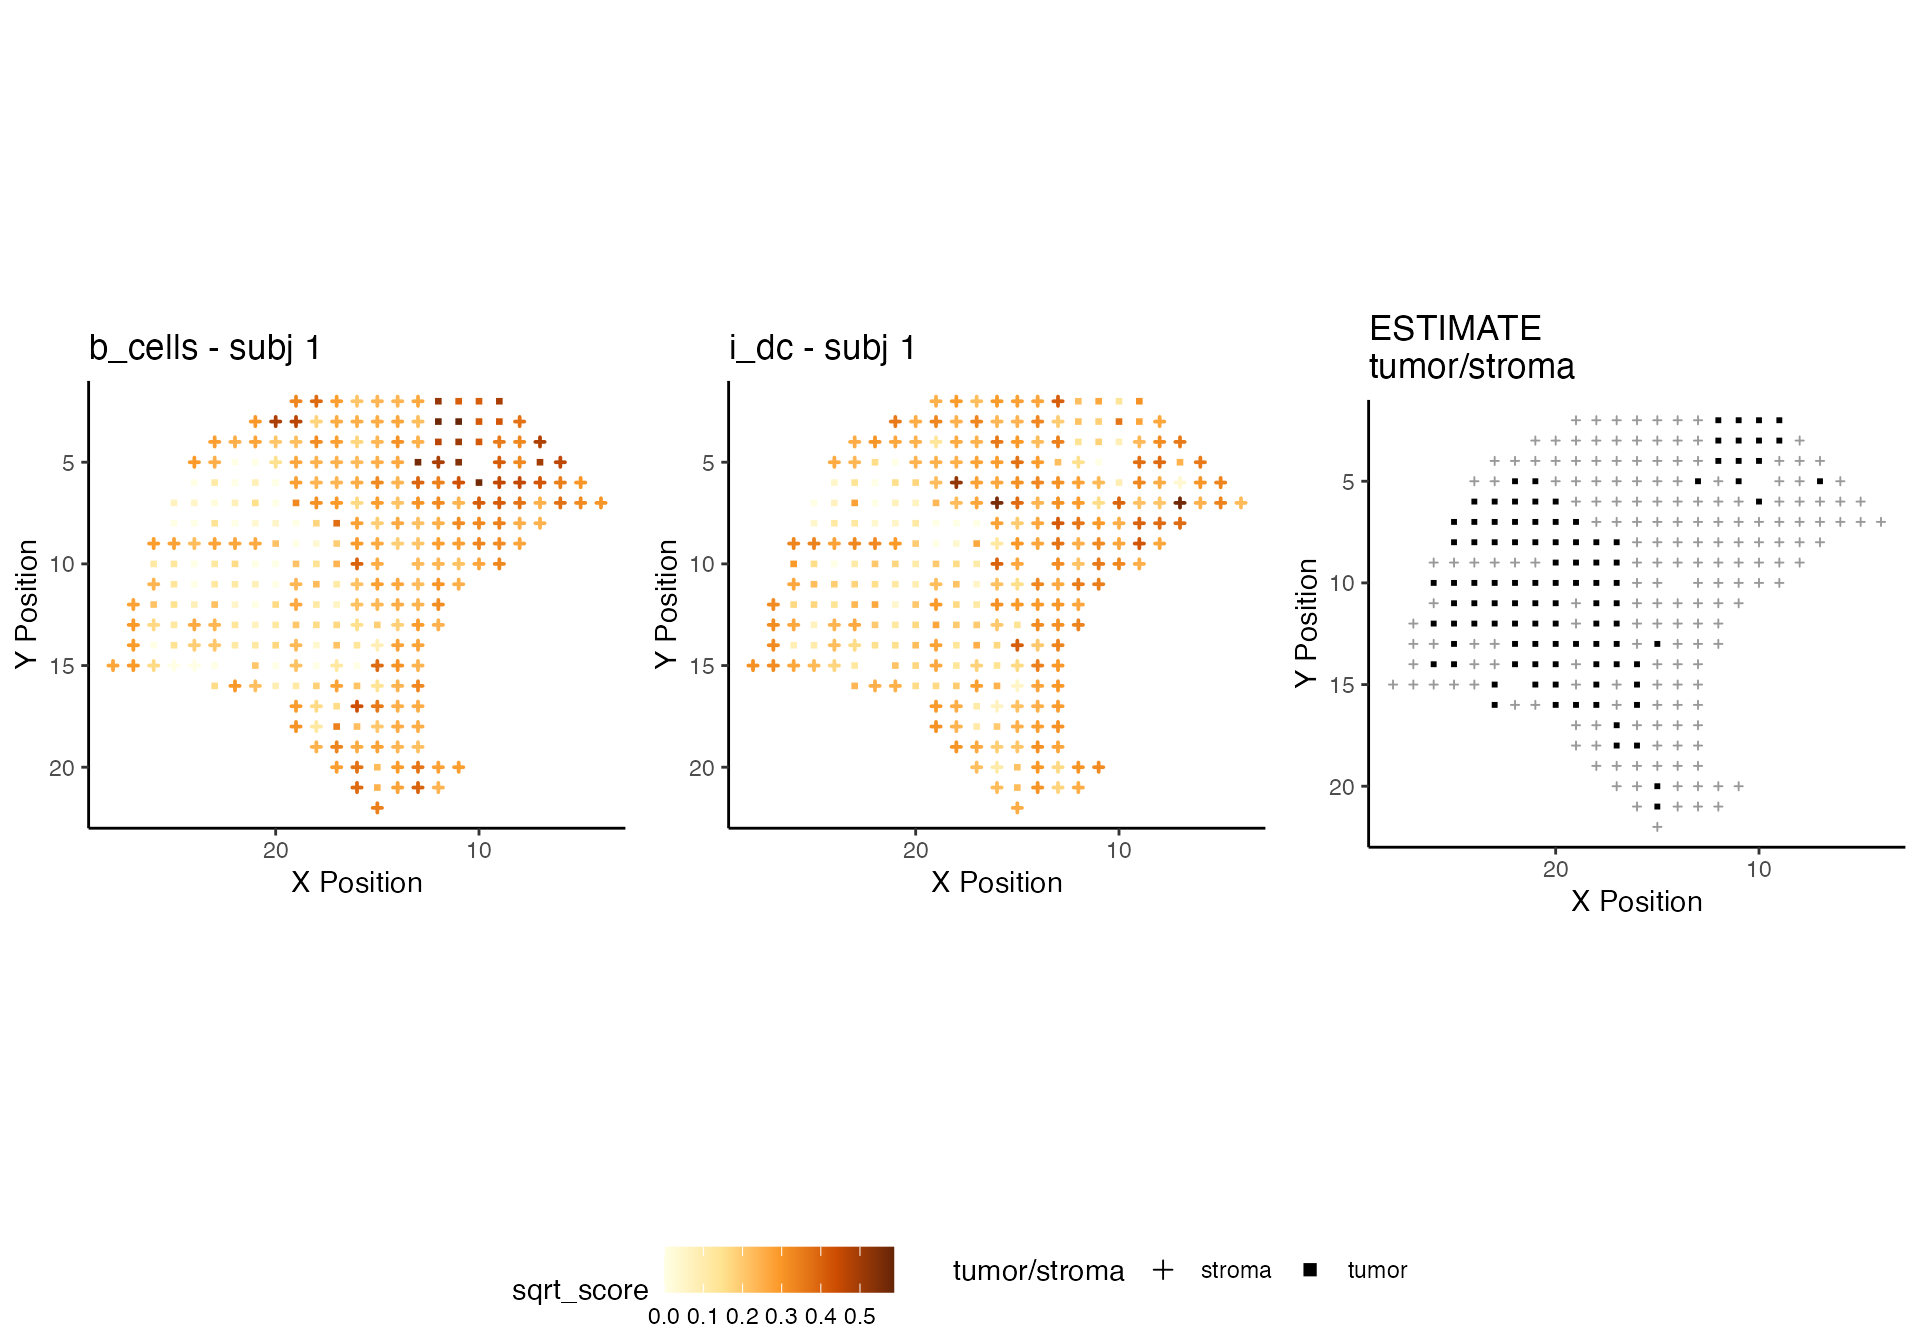 b_cells - subj 1
5
10
15
20
Y Position
20 10
X Position
i_dc - subj 1
5
10
15
20
Y Position
20 10
X Position
ESTIMATE
tumor/stroma
5
10
15
20
Y Position
20 10
X Position
sqrt_score
0.0 0.1 0.2 0.3 0.4 0.5
tumor/stroma
stroma
tumor